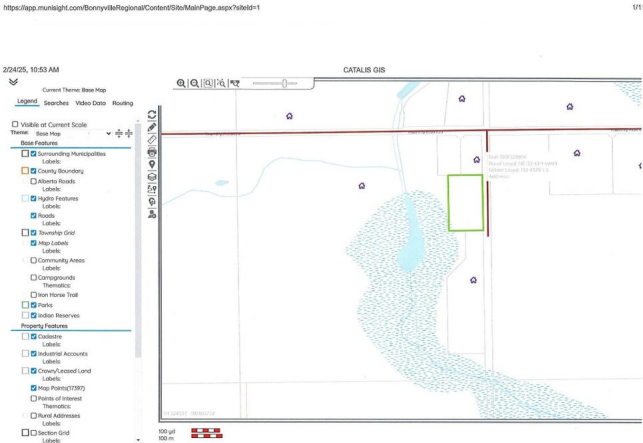 https://app.munisight.com/BonnyvilleRegional/Content/Site/MainPage.aspx?siteId=1
1/1
2/24/25, 10:53 AM
CATALIS GIS
Current Theme: Base Map
Legend Searches Video Data Routing
Visible at Current Scale
Theme: Base Map
Base Features
Surrounding Municipalities
Labels:
County Boundary
Labels:
Alberta Roads
Labels:
Hydro Features
Labels:
Roads
Labels:
Township Grid
Map Labels
Labels:
Community Areas
Labels:
Campgrounds
Thematics:
Iron Horse Trail
Parks
Indian Reserves
Property Features
Cadastre
Labels:
Industrial Accounts
Labels:
Crown/Leased Land
Labels:
Map Points(17397)
Points of Interest
Thematics:
Rural Addresses
Labels:
Section Grid
Labels:
100 yd
100 m